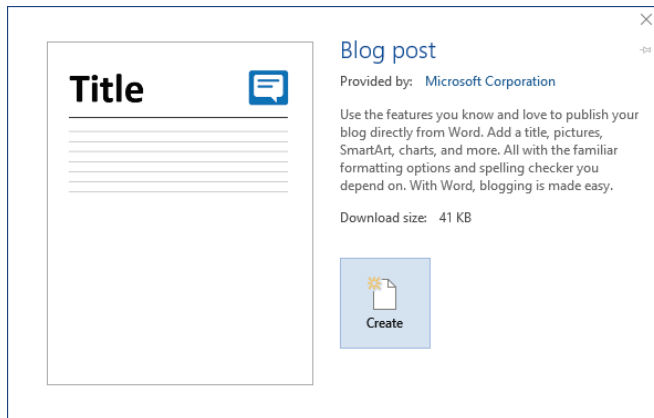 Title
Blog post
Provided by: Microsoft Corporation
Use the features you know and love to publish your
blog directly from Word. Add a title, pictures,
SmartArt, charts, and more. All with the familiar
formatting options and spelling checker you
depend on. With Word, blogging is made easy.
Download size: 41 KB
Create